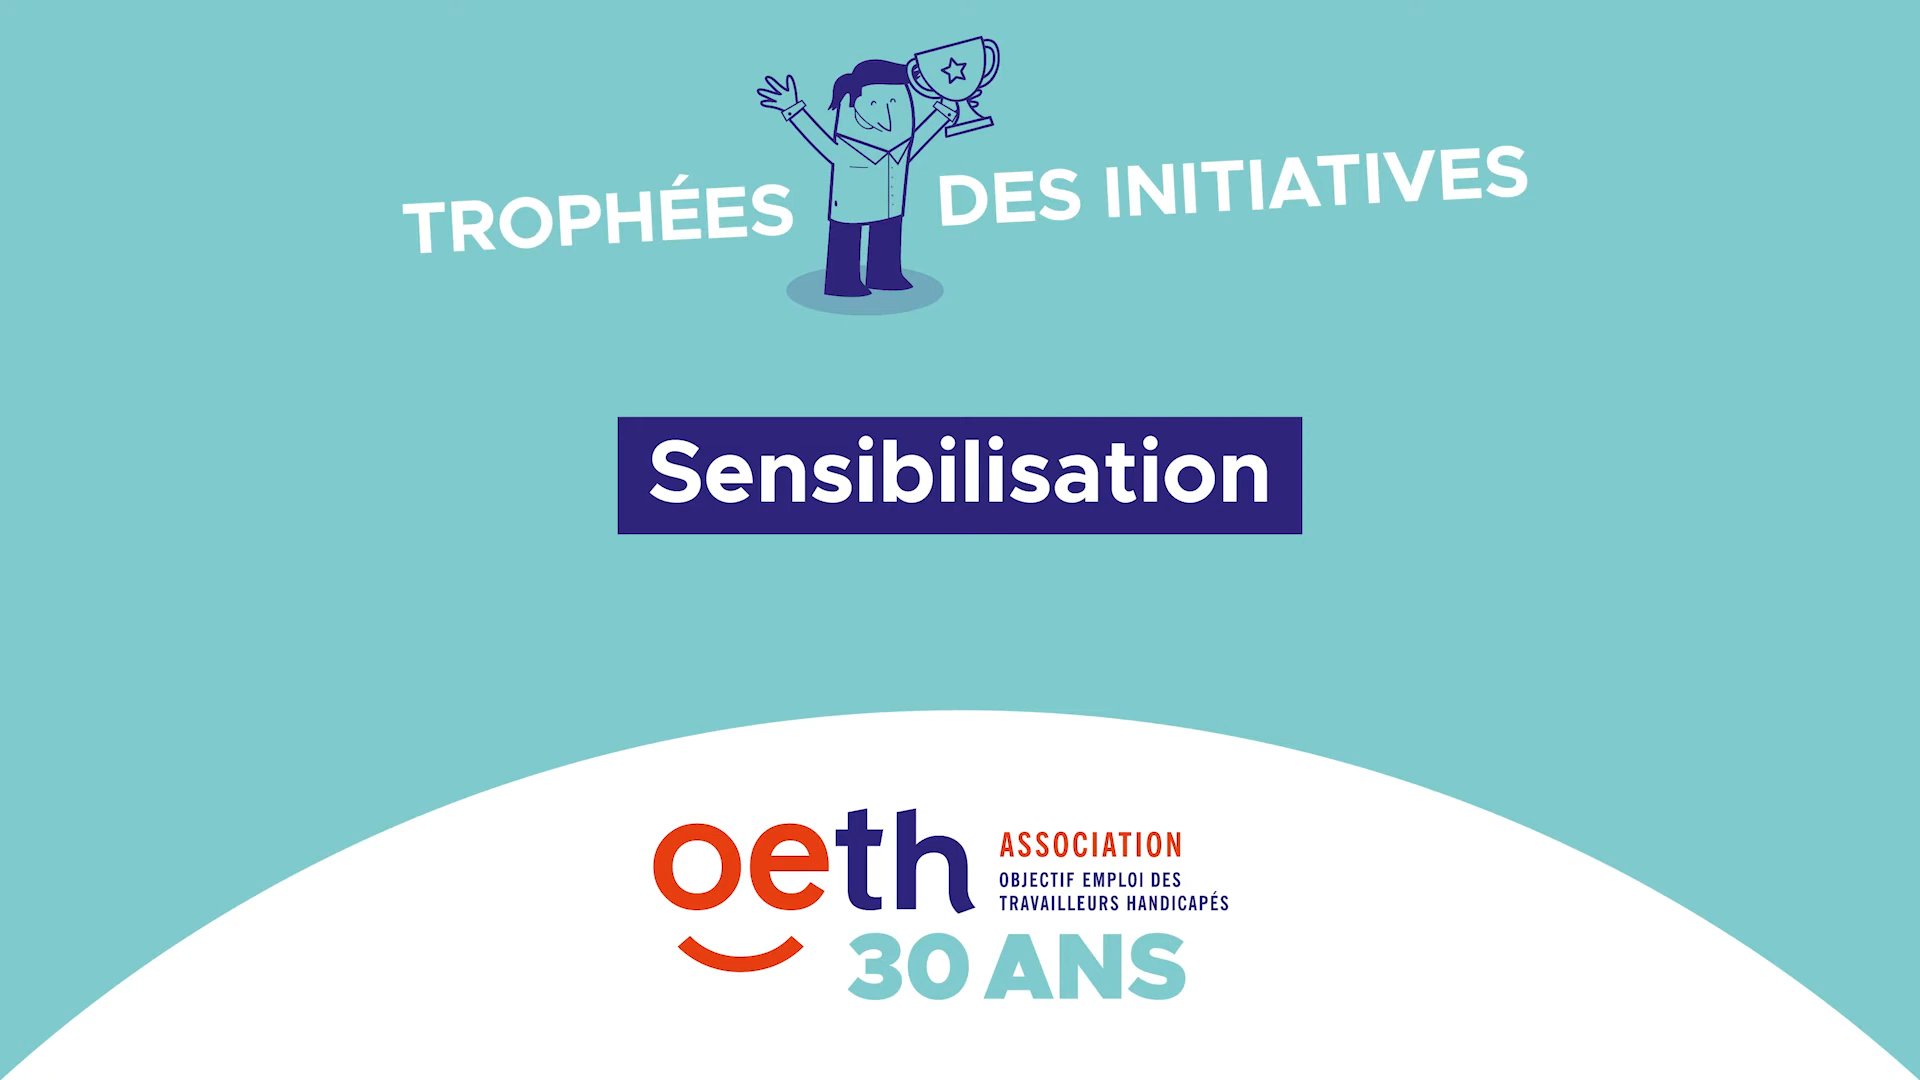 TROPHÉES DES INITIATIVES
Sensibilisation
oeth
ASSOCIATION
OBJECTIF EMPLOI DES
TRAVAILLEURS HANDICAPÉS
30 ANS